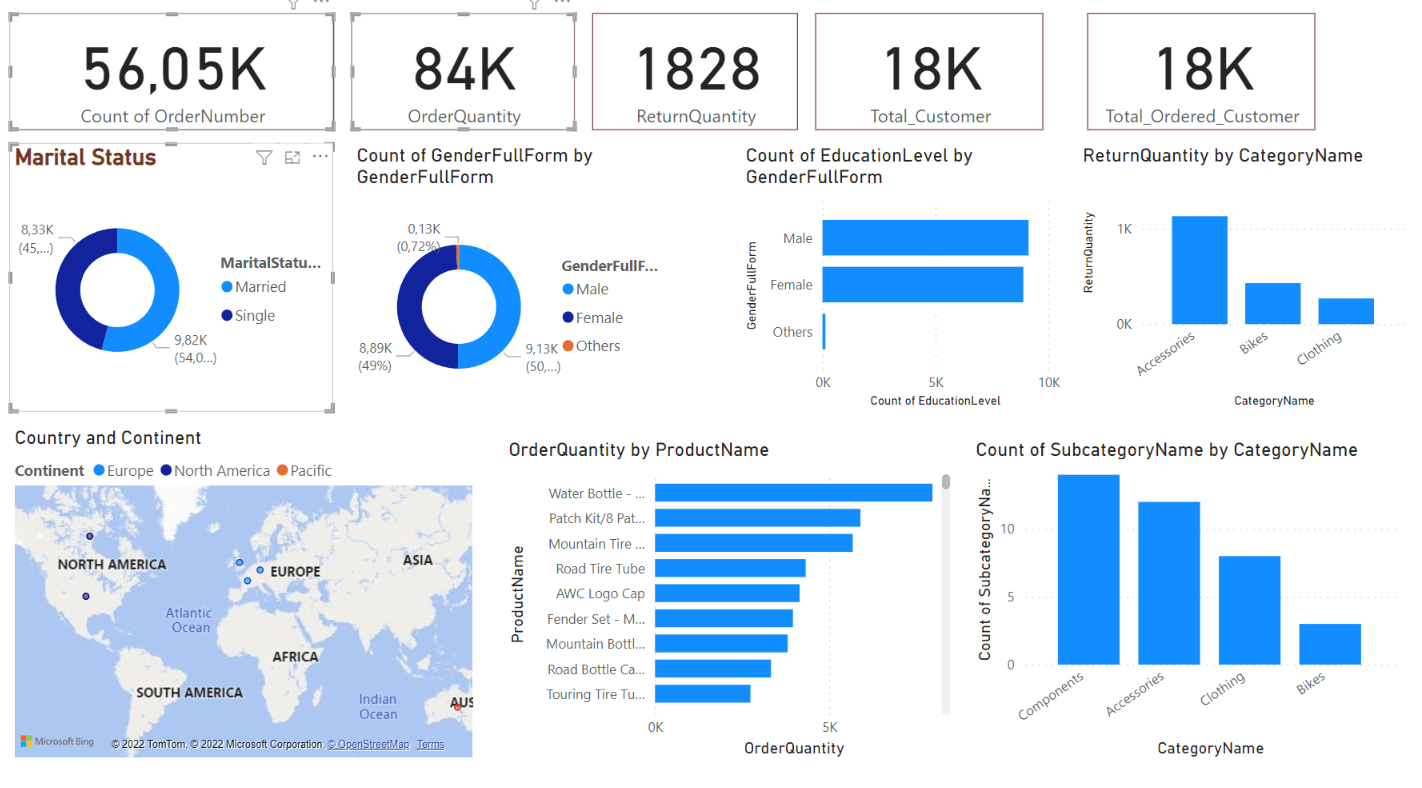 56,05K
Count of OrderNumber
84K
OrderQuantity
1828
ReturnQuantity
18K
Total_Customer
18K
Total_Ordered_Customer
Marital Status
8,33K
(45,...)
9,82K
(54,0...)
MaritalStatu...
Married
Single
Count of GenderFullForm by
GenderFullForm
0,13K
(0,72%)
8,89K
(49%)
9,13K
(50,...)
GenderFullF...
Male
Female
Others
Count of EducationLevel by
GenderFullForm
GenderFullForm
Male
Female
Others
0K
5K
10K
Count of EducationLevel
ReturnQuantity by CategoryName
ReturnQuantity
1K
0K
Accessories
Bikes
Clothing
CategoryName
Country and Continent
Continent Europe North America Pacific
NORTH AMERICA
EUROPE
ASIA
Atlantic
Ocean
AFRICA
SOUTH AMERICA
Indian
Ocean
AUS
Microsoft Bing
© 2022 TomTom, © 2022 Microsoft Corporation, © OpenStreetMap Terms
OrderQuantity by ProductName
ProductName
Water Bottle - ...
Patch Kit/8 Pat...
Mountain Tire ...
Road Tire Tube
AWC Logo Cap
Fender Set - M...
Mountain Bottl...
Road Bottle Ca...
Touring Tire Tu...
0K
5K
OrderQuantity
Count of SubcategoryName by CategoryName
Count of SubcategoryNa...
10
5
0
Components
Acessories
Clothing
Bikes
CategoryName